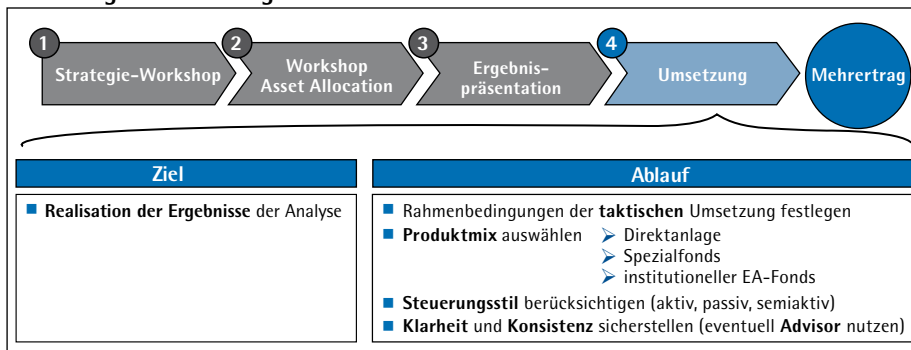 1
Strategie-Workshop
2
Workshop
Asset Allocation
3
Ergebnis-
präsentation
4
Umsetzung
Mehrertrag
Ziel
■ Realisation der Ergebnisse der Analyse
Ablauf
■ Rahmenbedingungen der taktischen Umsetzung festlegen
■ Produktmix auswählen ➢ Direktanlage
➢ Spezialfonds
➢ institutioneller EA-Fonds
■ Steuerungsstil berücksichtigen (aktiv, passiv, semiaktiv)
■ Klarheit und Konsistenz sicherstellen (eventuell Advisor nutzen)